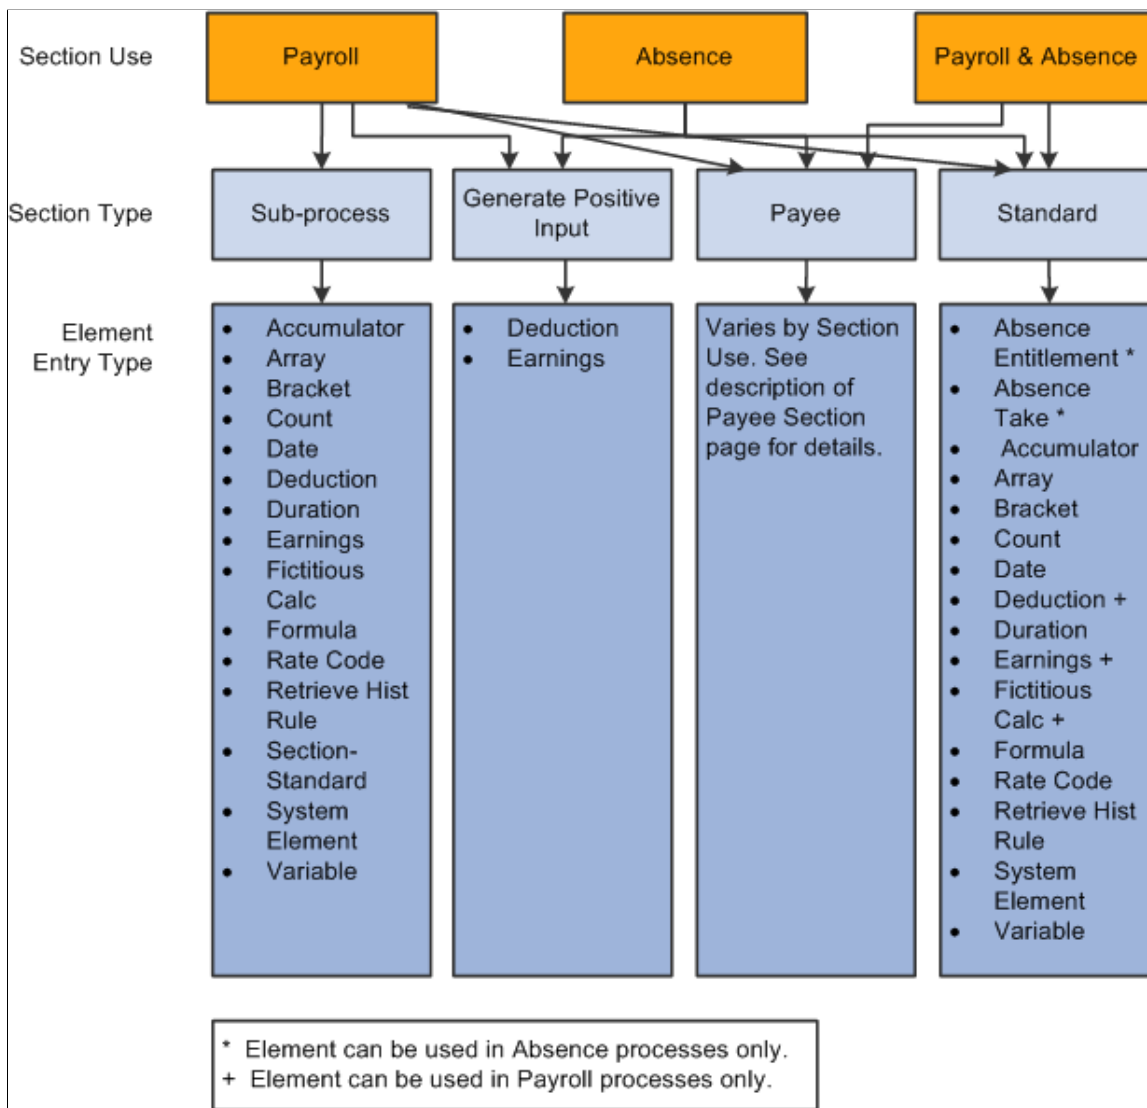 Section Use
Payroll
Absence
Payroll & Absence
Section Type
Sub-process
Generate Positive
Input
Payee
Standard
Element
Entry Type
• Accumulator
• Array
• Bracket
• Count
• Date
• Deduction
• Duration
• Earnings
• Fictitious
Calc
• Formula
• Rate Code
• Retrieve Hist
Rule
• Section-
Standard
• System
Element
• Variable
• Deduction
• Earnings
Varies by Section
Use. See
description of
Payee Section
page for details.
• Absence
Entitlement *
• Absence
Take *
• Accumulator
• Array
• Bracket
• Count
• Date
• Deduction +
• Duration
• Earnings +
• Fictitious
Calc +
• Formula
• Rate Code
• Retrieve Hist
Rule
• System
Element
• Variable
* Element can be used in Absence processes only.
+ Element can be used in Payroll processes only.